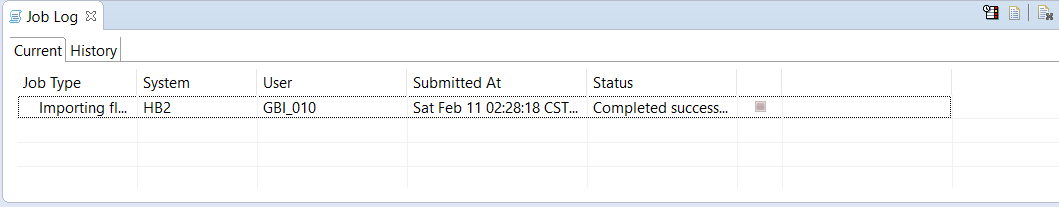 Job Log
Current History
Job Type System User Submitted At Status
Importing fl... HB2 GBI_010 Sat Feb 11 02:28:18 CST... Completed success...